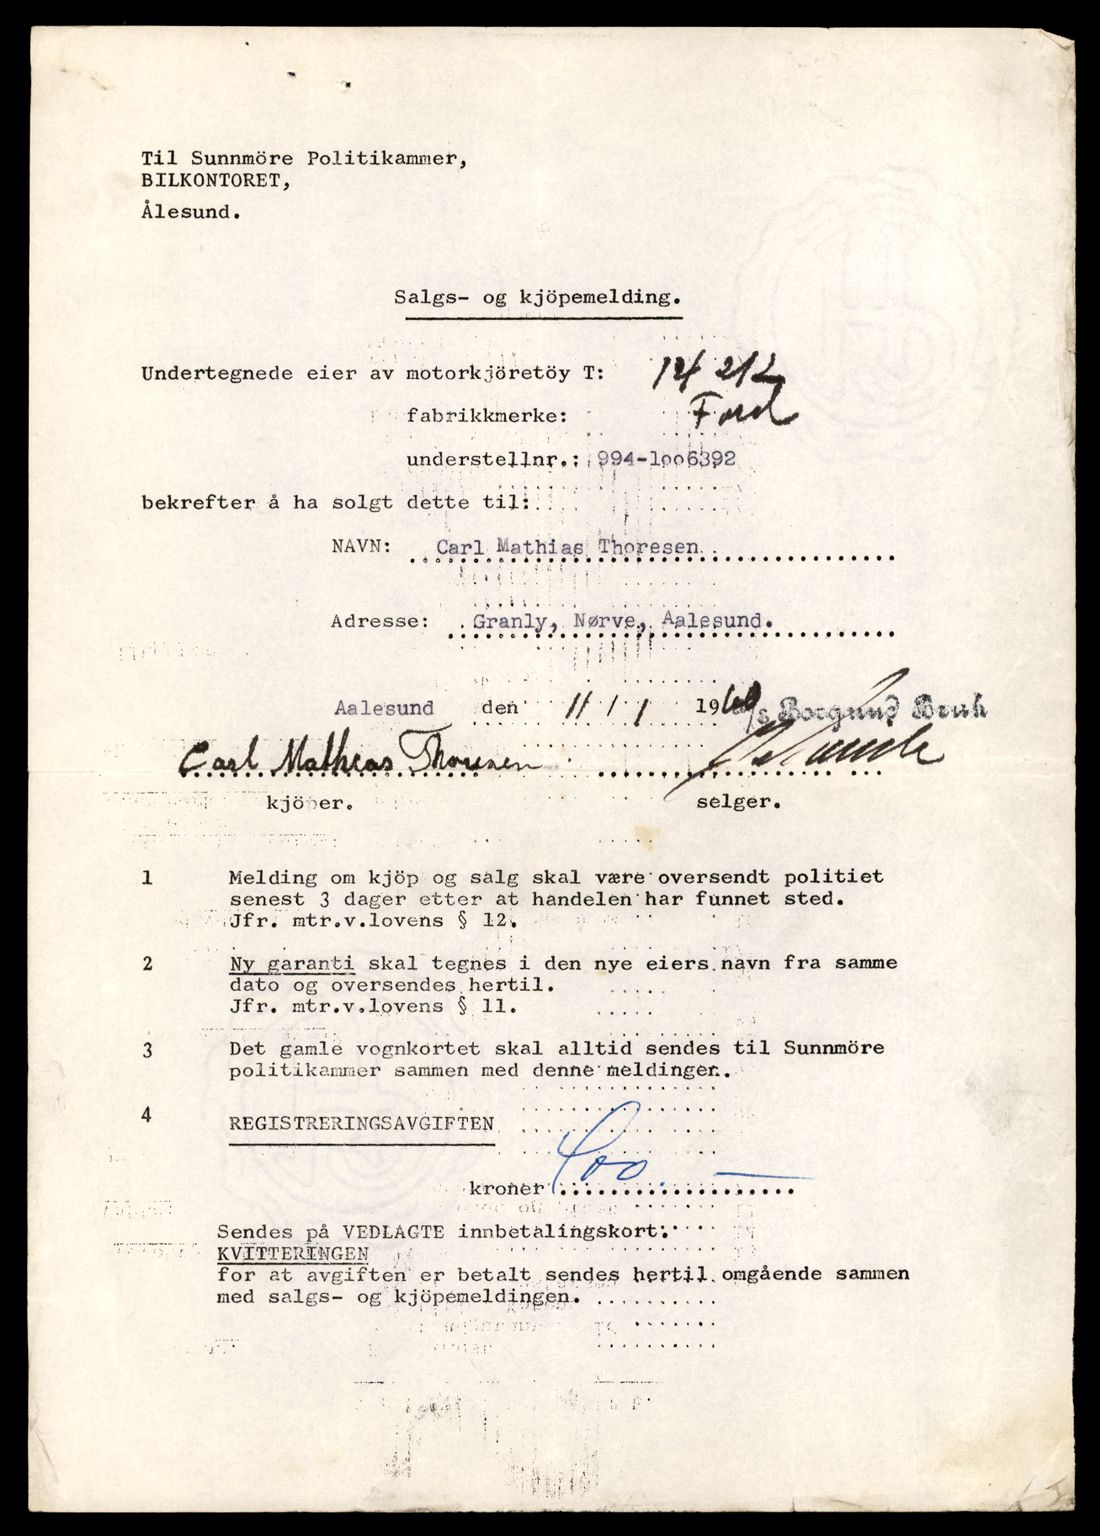 Til Sunnmöre Politikammer,
BILKONTORET,
Ålesund.
Salgs- og kjöpemelding.
Undertegnede eier av motorkjöretöy T: 14212
fabrikkmerke: Ford
understellnr.: 994-loo6392
bekrefter å ha solgt dette til:
NAVN: Carl Mathias Thoresen
Adresse: Granly, Nørve, Aalesund.
Aalesund den 11/1 1960 A/s Borgund Bruk
Carl Mathias Thoresen
kjöper. selger.
1 Melding om kjöp og salg skal være oversendt politiet
senest 3 dager etter at handelen har funnet sted.
Jfr. mtr.v.lovens § 12.
2 Ny garanti skal tegnes i den nye eiers navn fra samme
dato og oversendes hertil.
Jfr. mtr.v.lovens § 11.
3 Det gamle vognkortet skal alltid sendes til Sunnmöre
politikammer sammen med denne meldingen.
4 REGISTRERINGSAVGIFTEN
kroner
Sendes på VEDLAGTE innbetalingskort.
KVITTERINGEN
for at avgiften er betalt sendes hertil omgående sammen
med salgs- og kjöpemeldingen.